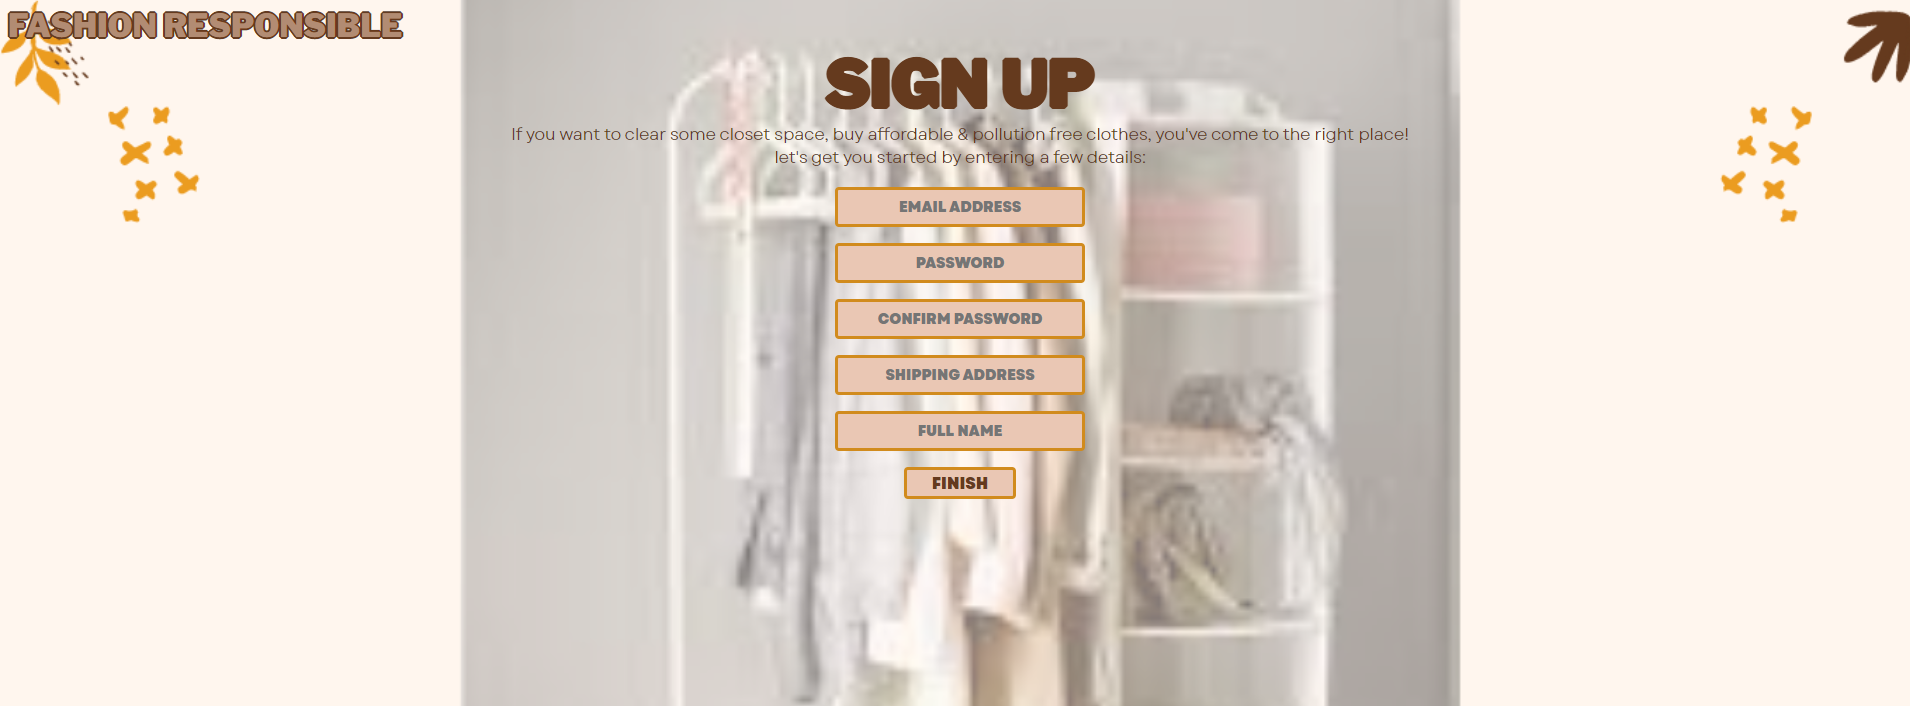 FASHION RESPONSIBLE
SIGN UP
If you want to clear some closet space, buy affordable & pollution free clothes, you've come to the right place!
let's get you started by entering a few details:
EMAIL ADDRESS
PASSWORD
CONFIRM PASSWORD
SHIPPING ADDRESS
FULL NAME
FINISH